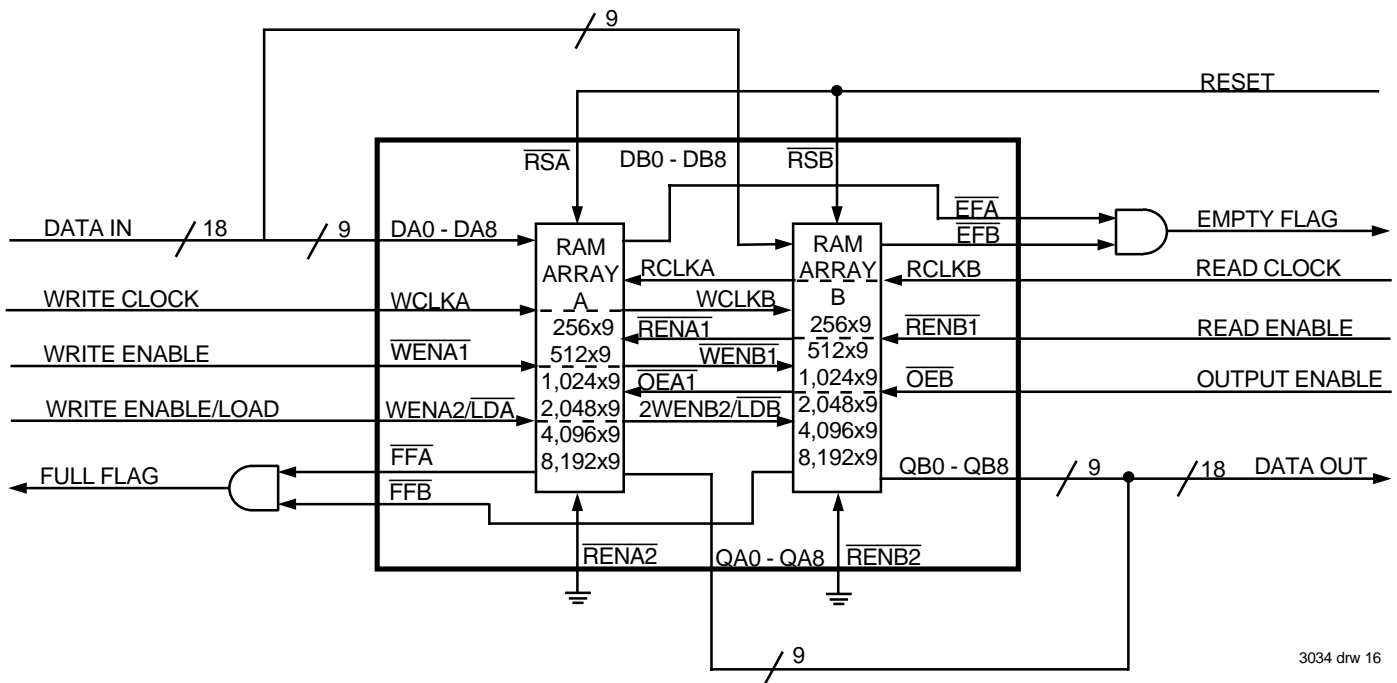 9
RESET
RSA
DB0 - DB8
RSB
DATA IN
18
9
DA0 - DA8
RAM
ARRAY
A
256x9
512x9
1,024x9
2,048x9
4,096x9
8,192x9
RAM
ARRAY
B
256x9
512x9
1,024x9
2,048x9
4,096x9
8,192x9
EFA
EFB
EMPTY FLAG
RCLKA
RCLKB
READ CLOCK
WRITE CLOCK
WCLKA
WCLKB
RENA1
RENB1
READ ENABLE
WRITE ENABLE
WENA1
WENB1
OEA1
OEB
OUTPUT ENABLE
WRITE ENABLE/LOAD
WENA2/LDA
2WENB2/LDB
FFA
FULL FLAG
FFB
QB0 - QB8
9
18
DATA OUT
RENA2
QA0 - QA8
RENB2
9
3034 drw 16